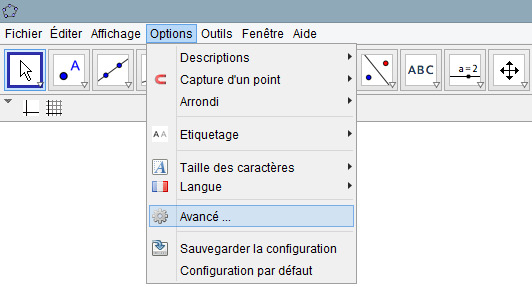 Fichier Éditer Affichage Options Outils Fenêtre Aide
A ABC a=2
Descriptions
Capture d'un point
Arrondi
AA Etiquetage
A Taille des caractères
Langue
Avancé ...
Sauvegarder la configuration
Configuration par défaut